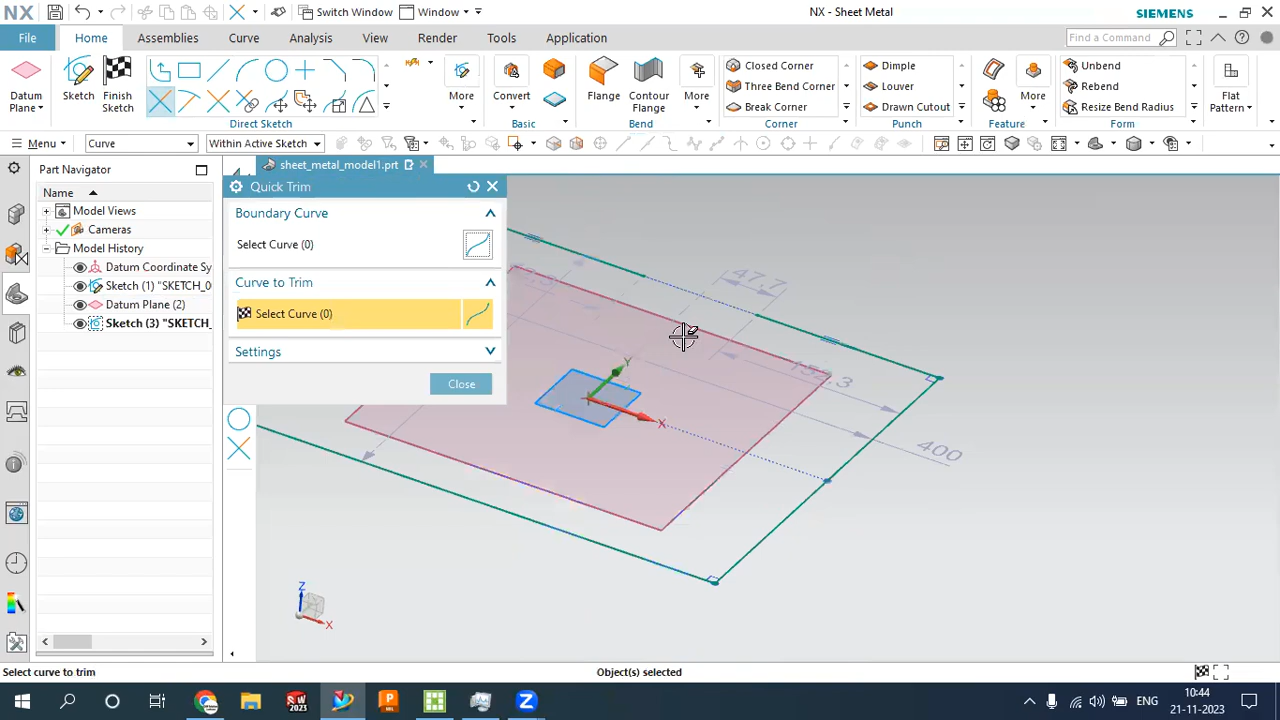 NX
Switch Window
Window
NX - Sheet Metal
SIEMENS
File
Home
Assemblies
Curve
Analysis
View
Render
Tools
Application
Find a Command
Datum
Plane
Sketch
Finish
Sketch
Direct Sketch
More
Convert
Basic
Flange
Contour
Flange
Bend
More
Closed Corner
Three Bend Corner
Break Corner
Corner
Dimple
Louver
Drawn Cutout
Punch
More
Feature
Unbend
Rebend
Resize Bend Radius
Form
Flat
Pattern
Menu
Curve
Within Active Sketch
Part Navigator
sheet_metal_model1.prt
Name
Model Views
Cameras
Model History
Datum Coordinate Sy
Sketch (1) "SKETCH_0
Datum Plane (2)
Sketch (3) "SKETCH_
Quick Trim
Boundary Curve
Select Curve (0)
Curve to Trim
Select Curve (0)
Settings
Close
47.7
152.3
400
Y
X
Z
X
Select curve to trim
Object(s) selected
ENG
10:44
21-11-2023